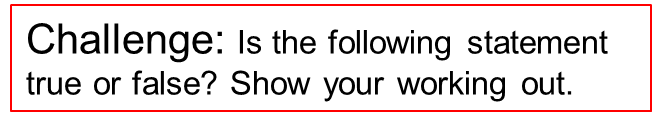 Challenge: Is the following statement
true or false? Show your working out.